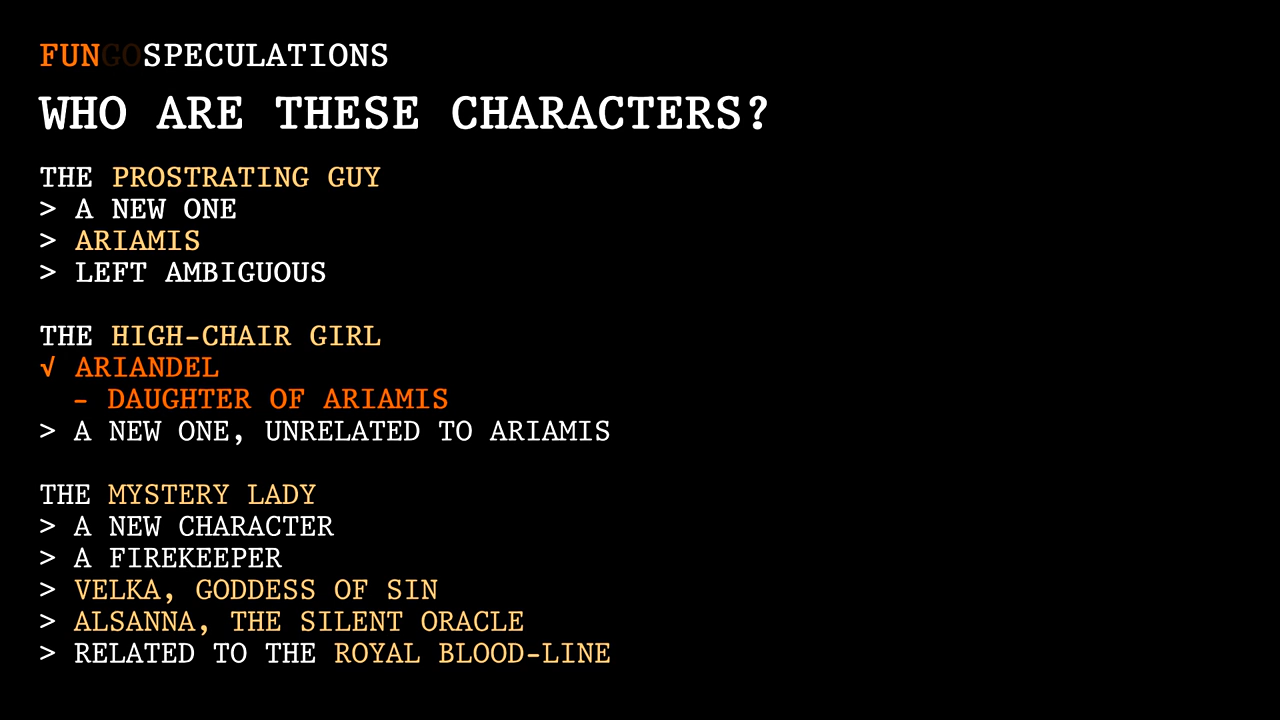 FUNGOSPECULATIONS
WHO ARE THESE CHARACTERS?
THE PROSTRATING GUY
> A NEW ONE
> ARIAMIS
> LEFT AMBIGUOUS
THE HIGH-CHAIR GIRL
√ ARIANDEL
- DAUGHTER OF ARIAMIS
> A NEW ONE, UNRELATED TO ARIAMIS
THE MYSTERY LADY
> A NEW CHARACTER
> A FIREKEEPER
> VELKA, GODDESS OF SIN
> ALSANNA, THE SILENT ORACLE
> RELATED TO THE ROYAL BLOOD-LINE